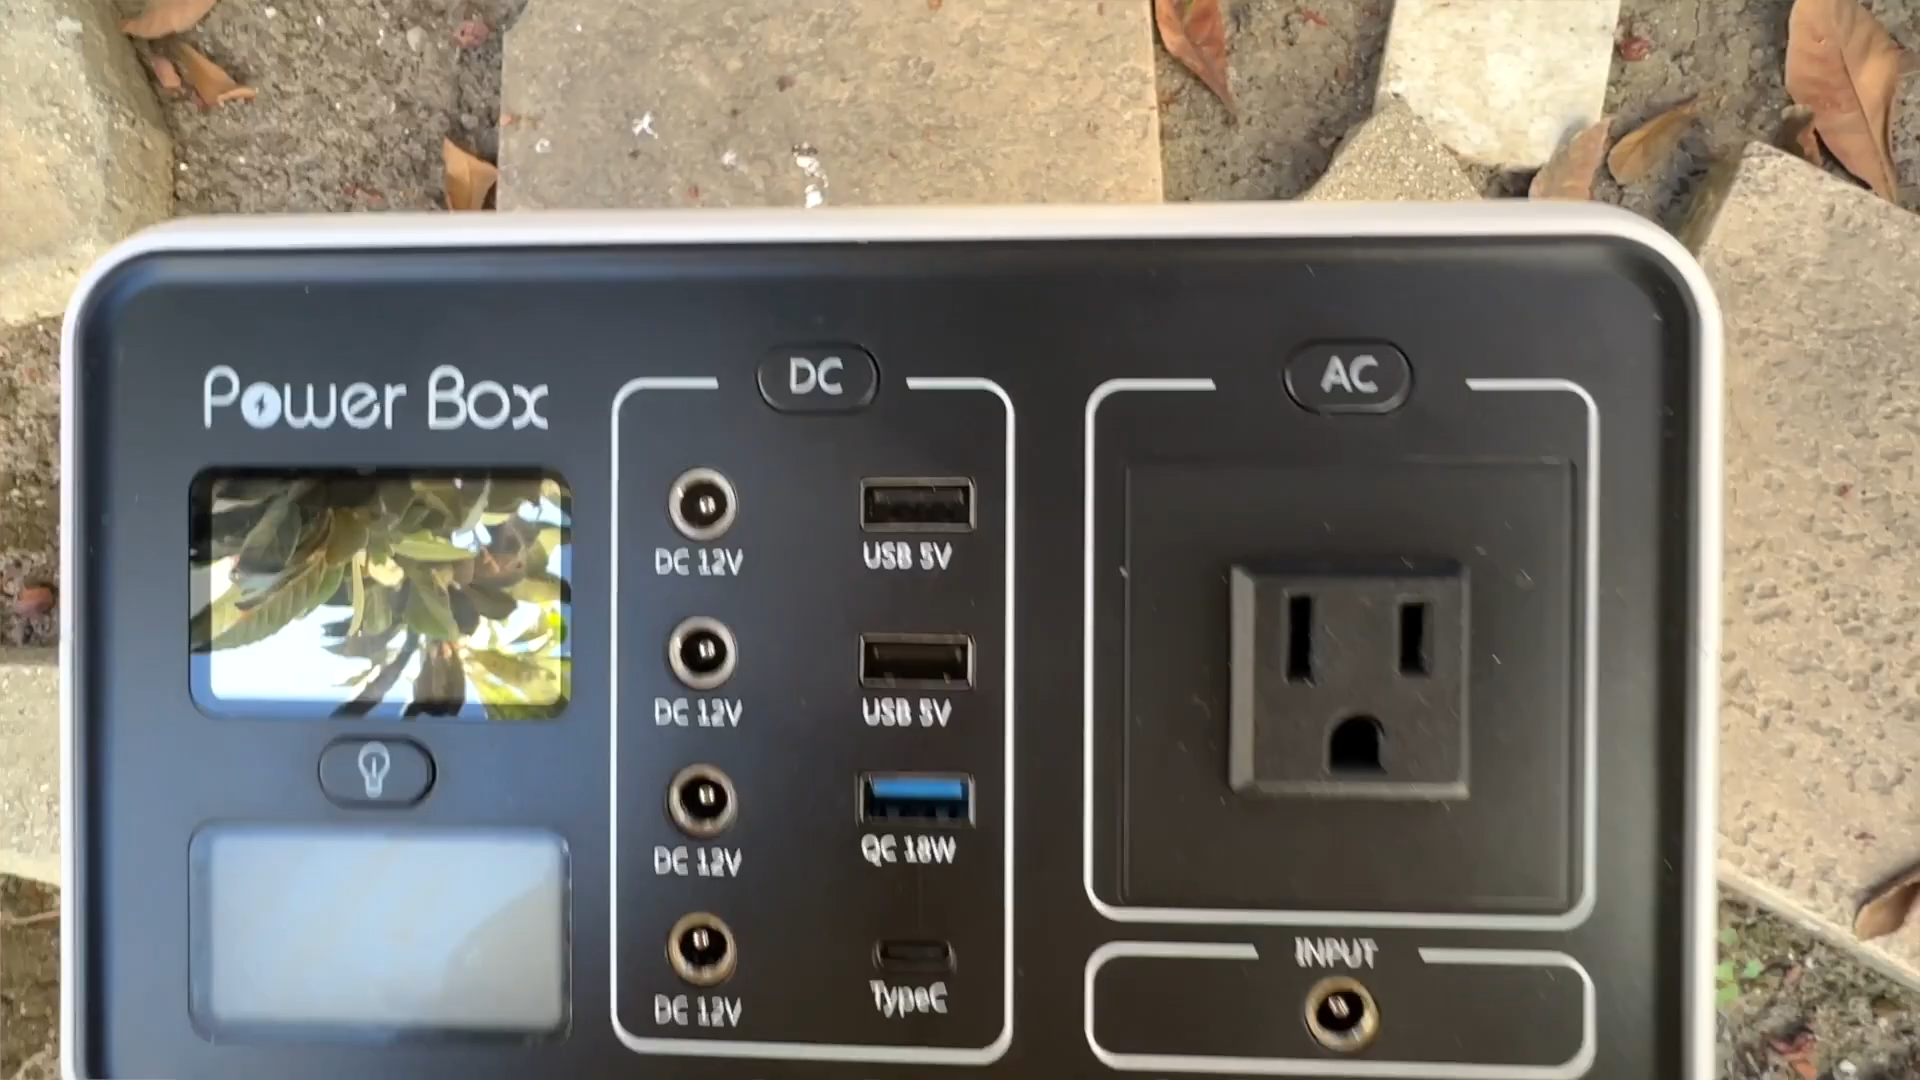 Power Box
DC
DC 12V
USB 5V
DC 12V
USB 5V
DC 12V
QC 18W
DC 12V
TypeC
AC
INPUT